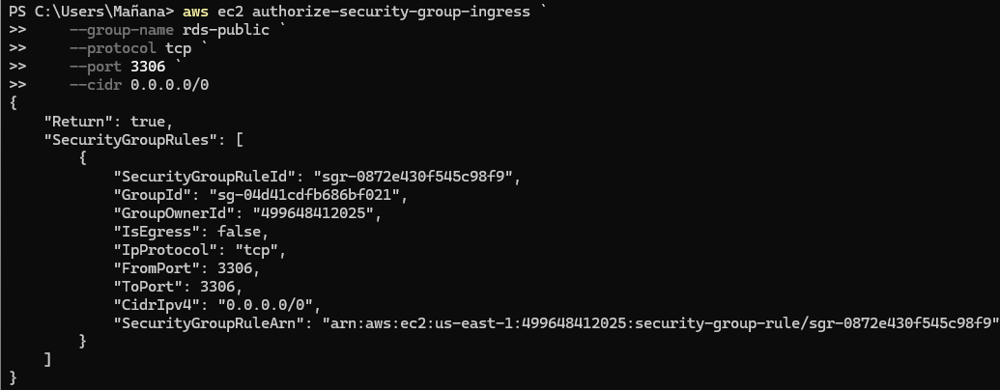 PS C:\Users\Mañana> aws ec2 authorize-security-group-ingress `
>>     --group-name rds-public `
>>     --protocol tcp `
>>     --port 3306 `
>>     --cidr 0.0.0.0/0
{
    "Return": true,
    "SecurityGroupRules": [
        {
            "SecurityGroupRuleId": "sgr-0872e430f545c98f9",
            "GroupId": "sg-04d41cdfb686bf021",
            "GroupOwnerId": "499648412025",
            "IsEgress": false,
            "IpProtocol": "tcp",
            "FromPort": 3306,
            "ToPort": 3306,
            "CidrIpv4": "0.0.0.0/0",
            "SecurityGroupRuleArn": "arn:aws:ec2:us-east-1:499648412025:security-group-rule/sgr-0872e430f545c98f9"
        }
    ]
}